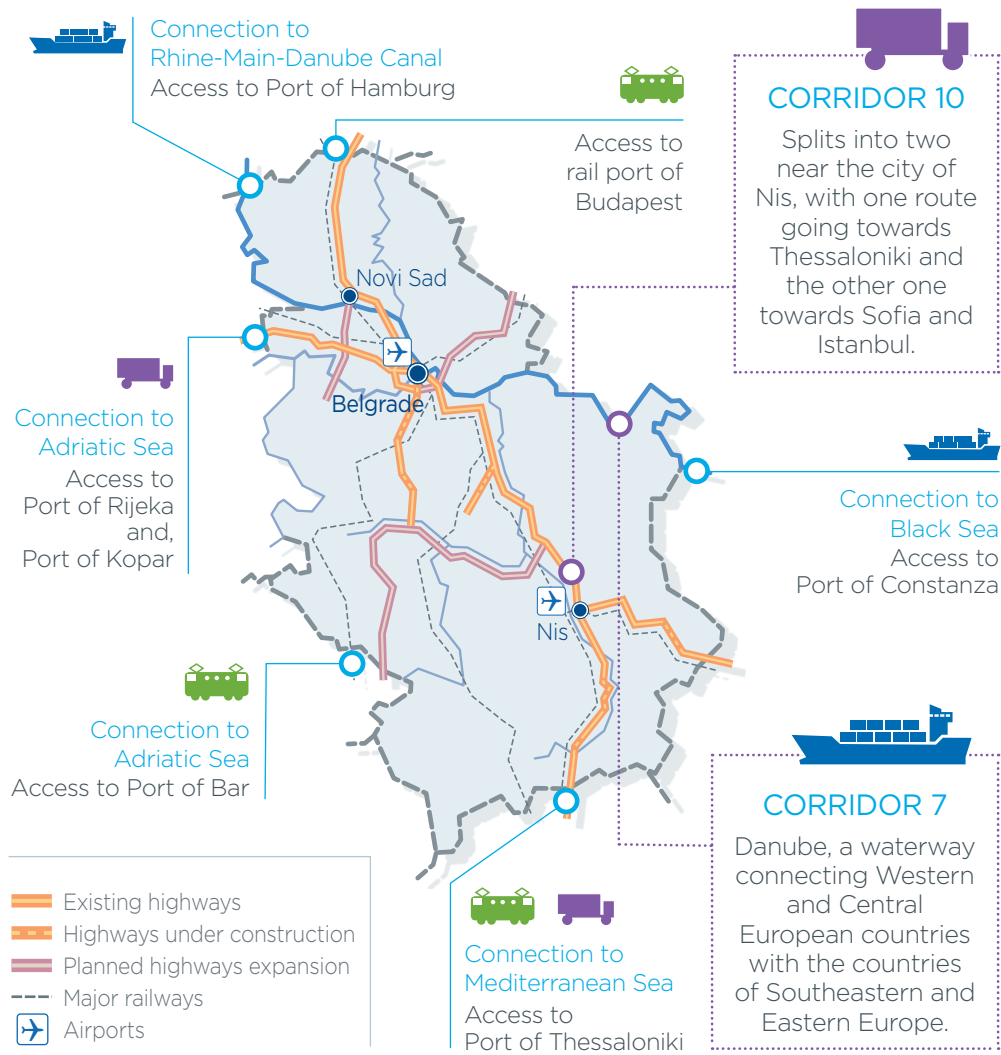 Connection to
Rhine-Main-Danube Canal
Access to Port of Hamburg
Access to
rail port of
Budapest
CORRIDOR 10
Splits into two
near the city of
Nis, with one route
going towards
Thessaloniki and
the other one
towards Sofia and
Istanbul.
Novi Sad
Belgrade
Connection to
Adriatic Sea
Access to
Port of Rijeka
and,
Port of Kopar
Connection to
Black Sea
Access to
Port of Constanza
Nis
Connection to
Adriatic Sea
Access to Port of Bar
CORRIDOR 7
Danube, a waterway
connecting Western
and Central
European countries
with the countries
of Southeastern and
Eastern Europe.
Existing highways
Highways under construction
Planned highways expansion
Major railways
Airports
Connection to
Mediterranean Sea
Access to
Port of Thessaloniki